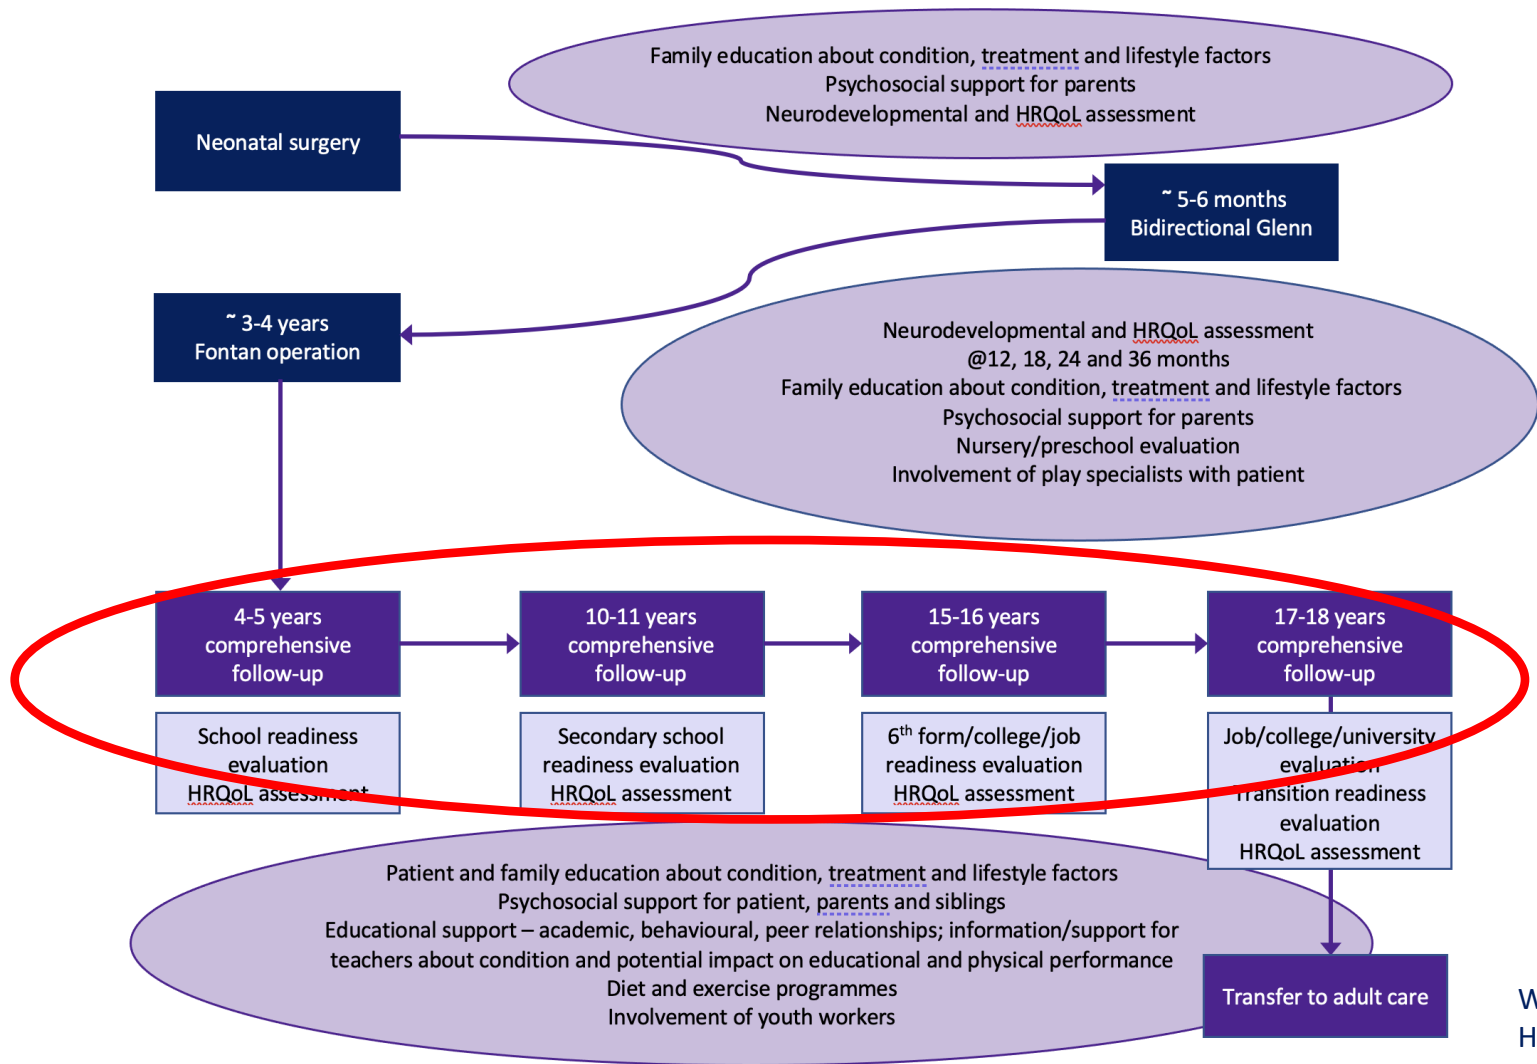 Family education about condition, treatment and lifestyle factors
Psychosocial support for parents
Neurodevelopmental and HRQoL assessment
Neonatal surgery
~ 5-6 months
Bidirectional Glenn
~ 3-4 years
Fontan operation
Neurodevelopmental and HRQoL assessment
@12, 18, 24 and 36 months
Family education about condition, treatment and lifestyle factors
Psychosocial support for parents
Nursery/preschool evaluation
Involvement of play specialists with patient
4-5 years
comprehensive
follow-up
10-11 years
comprehensive
follow-up
15-16 years
comprehensive
follow-up
17-18 years
comprehensive
follow-up
School readiness
evaluation
HRQoL assessment
Secondary school
readiness evaluation
HRQoL assessment
6th form/college/job
readiness evaluation
HRQoL assessment
Job/college/university
evaluation
Transition readiness
evaluation
HRQoL assessment
Patient and family education about condition, treatment and lifestyle factors
Psychosocial support for patient, parents and siblings
Educational support – academic, behavioural, peer relationships; information/support for
teachers about condition and potential impact on educational and physical performance
Diet and exercise programmes
Involvement of youth workers
Transfer to adult care